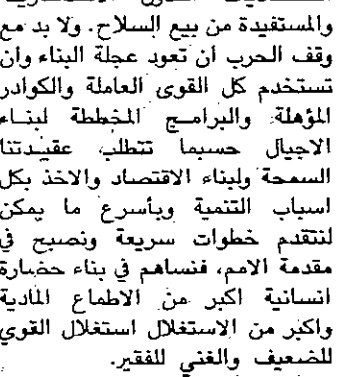 والمستفيدة من بيع السلاح. ولا بد مع
وقف الحرب ان تعود عجلة البناء وان
تستخدم كل القوى العاملة والكوادر
المؤهلة والبرامج المخططة لبناء
الاجيال حسبما تتطلب عقيدتنا
السمحة ولبناء الاقتصاد والاخذ بكل
اسباب التنمية وبأسرع ما يمكن
لنتقدم خطوات سريعة ونصبح في
مقدمة الامم، فنساهم في بناء حضارة
انسانية اكبر من الاطماع المادية
واكبر من الاستغلال استغلال القوي
للضعيف والغني للفقير.